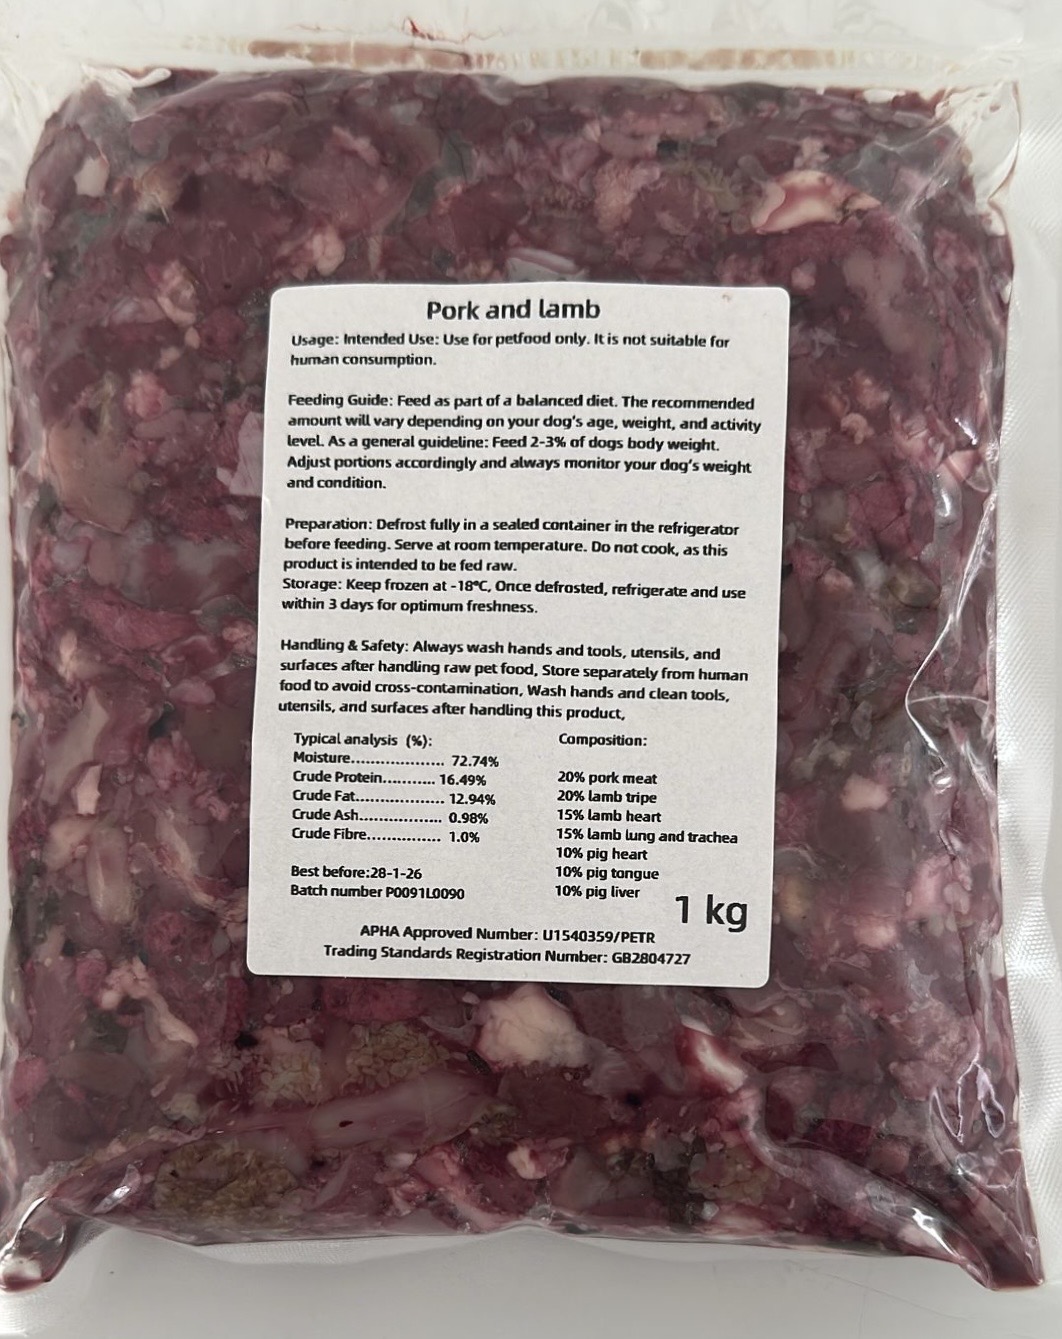 Pork and lamb
Usage: Intended Use: Use for petfood only. It is not suitable for
human consumption.
Feeding Guide: Feed as part of a balanced diet. The recommended
amount will vary depending on your dog's age, weight, and activity
level. As a general guideline: Feed 2-3% of dogs body weight.
Adjust portions accordingly and always monitor your dog's weight
and condition.
Preparation: Defrost fully in a sealed container in the refrigerator
before feeding. Serve at room temperature. Do not cook, as this
product is intended to be fed raw.
Storage: Keep frozen at -18°C, Once defrosted, refrigerate and use
within 3 days for optimum freshness.
Handling & Safety: Always wash hands and tools, utensils, and
surfaces after handling raw pet food, Store separately from human
food to avoid cross-contamination, Wash hands and clean tools,
utensils, and surfaces after handling this product,
Typical analysis (%):
Moisture.................... 72.74%
Crude Protein........... 16.49%
Crude Fat................... 12.94%
Crude Ash.................. 0.98%
Crude Fibre............... 1.0%
Best before:28-1-26
Batch number P0091L0090
Composition:
20% pork meat
20% lamb tripe
15% lamb heart
15% lamb lung and trachea
10% pig heart
10% pig tongue
10% pig liver
1 kg
APHA Approved Number: U1540359/PETR
Trading Standards Registration Number: GB2804727